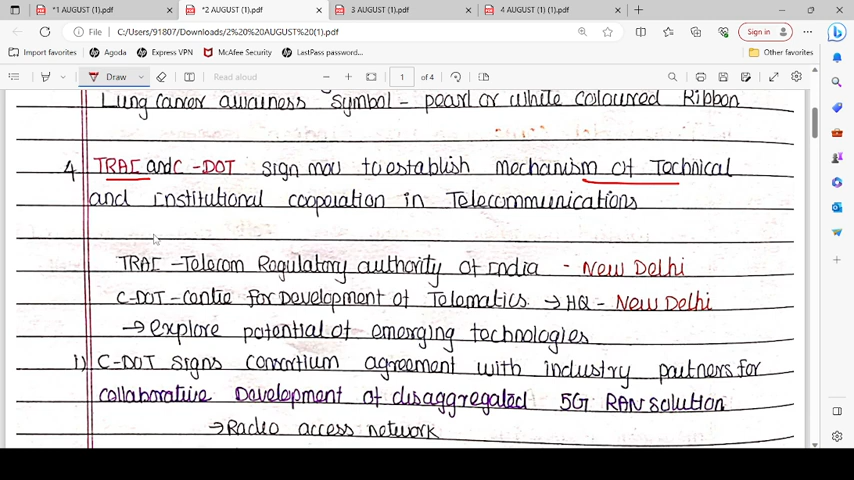 *1 AUGUST (1).pdf
*2 AUGUST (1).pdf
3 AUGUST (1).pdf
4 AUGUST (1).pdf
File
C:/Users/91807/Downloads/2%20%20AUGUST%20(1).pdf
Sign in
Import favorites
Agoda
Express VPN
McAfee Security
LastPass password...
Other favorites
Draw
Read aloud
1
of 4
Lung cancer awarness symbol - pearl or white coloured Ribbon
4 TRAI and C-DOT sign mou to establish mechanism of Technical
and institutional cooperation in Telecommunications
TRAI - Telecom Regulatory authority of India - New Delhi
C-DOT - centre for Development of Telematics. → HQ - New Delhi
→ explore potential of emerging technologies
i) C-DOT signs consortium agreement with industry partners for
collaborative Development of disaggregated 5G RAN solution
→ Radio access network